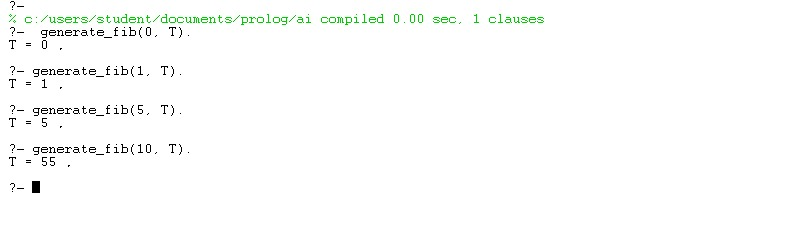 ?-
% c:/users/student/documents/prolog/ai compiled 0.00 sec, 1 clauses
?-  generate_fib(0, T).
T = 0 .
?- generate_fib(1, T).
T = 1 .
?- generate_fib(5, T).
T = 5 .
?- generate_fib(10, T).
T = 55 .
?-